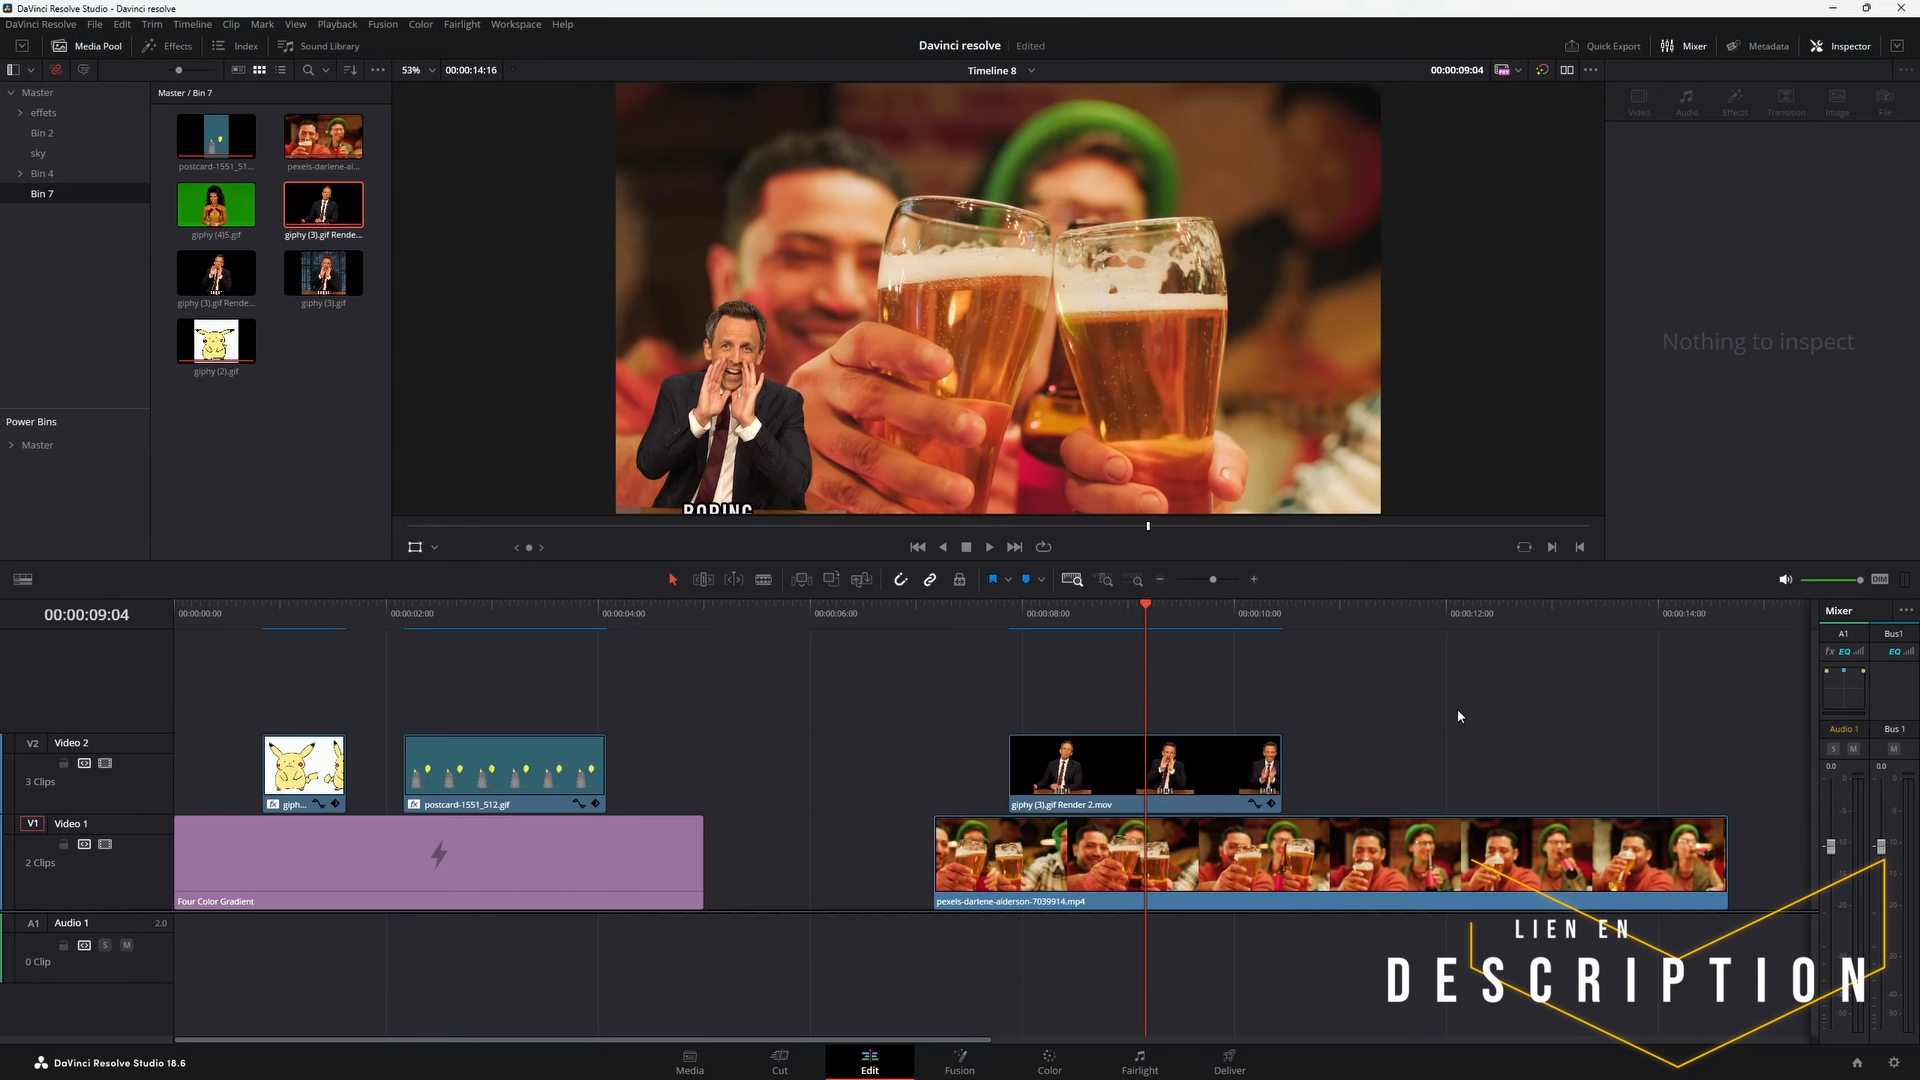 DaVinci Resolve Studio - Davinci resolve
DaVinci Resolve File Edit Trim Timeline Clip Mark View Playback Fusion Color Fairlight Workspace Help
Media Pool Effects Index Sound Library Davinci resolve Edited Quick Export Mixer Metadata Inspector
53% 00:00:14:16 Timeline 8 00:00:09:04
Master
effets
Bin 2
sky
Bin 4
Bin 7
Power Bins
Master
Master / Bin 7
postcard-1551_51... pexels-darlene-al...
giphy (4)5.gif giphy (3).gif Rende...
giphy (3).gif Rende... giphy (3).gif
giphy (2).gif
BORING
Video Audio Effects Transition Image File
Nothing to inspect
DIM
00:00:09:04 00:00:00:00 00:00:02:00 00:00:04:00 00:00:06:00 00:00:08:00 00:00:10:00 00:00:12:00 00:00:14:00
V2 Video 2
3 Clips
giph... postcard-1551_512.gif giphy (3).gif Render 2.mov
V1 Video 1
2 Clips
Four Color Gradient pexels-darlene-alderson-7039914.mp4
A1 Audio 1 2.0
S M
0 Clip
Mixer
A1 Bus1
fx EQ EQ
Audio 1 Bus 1
S M M
0.0 0.0
LIEN EN
DESCRIPTION
DaVinci Resolve Studio 18.6
Media Cut Edit Fusion Color Fairlight Deliver